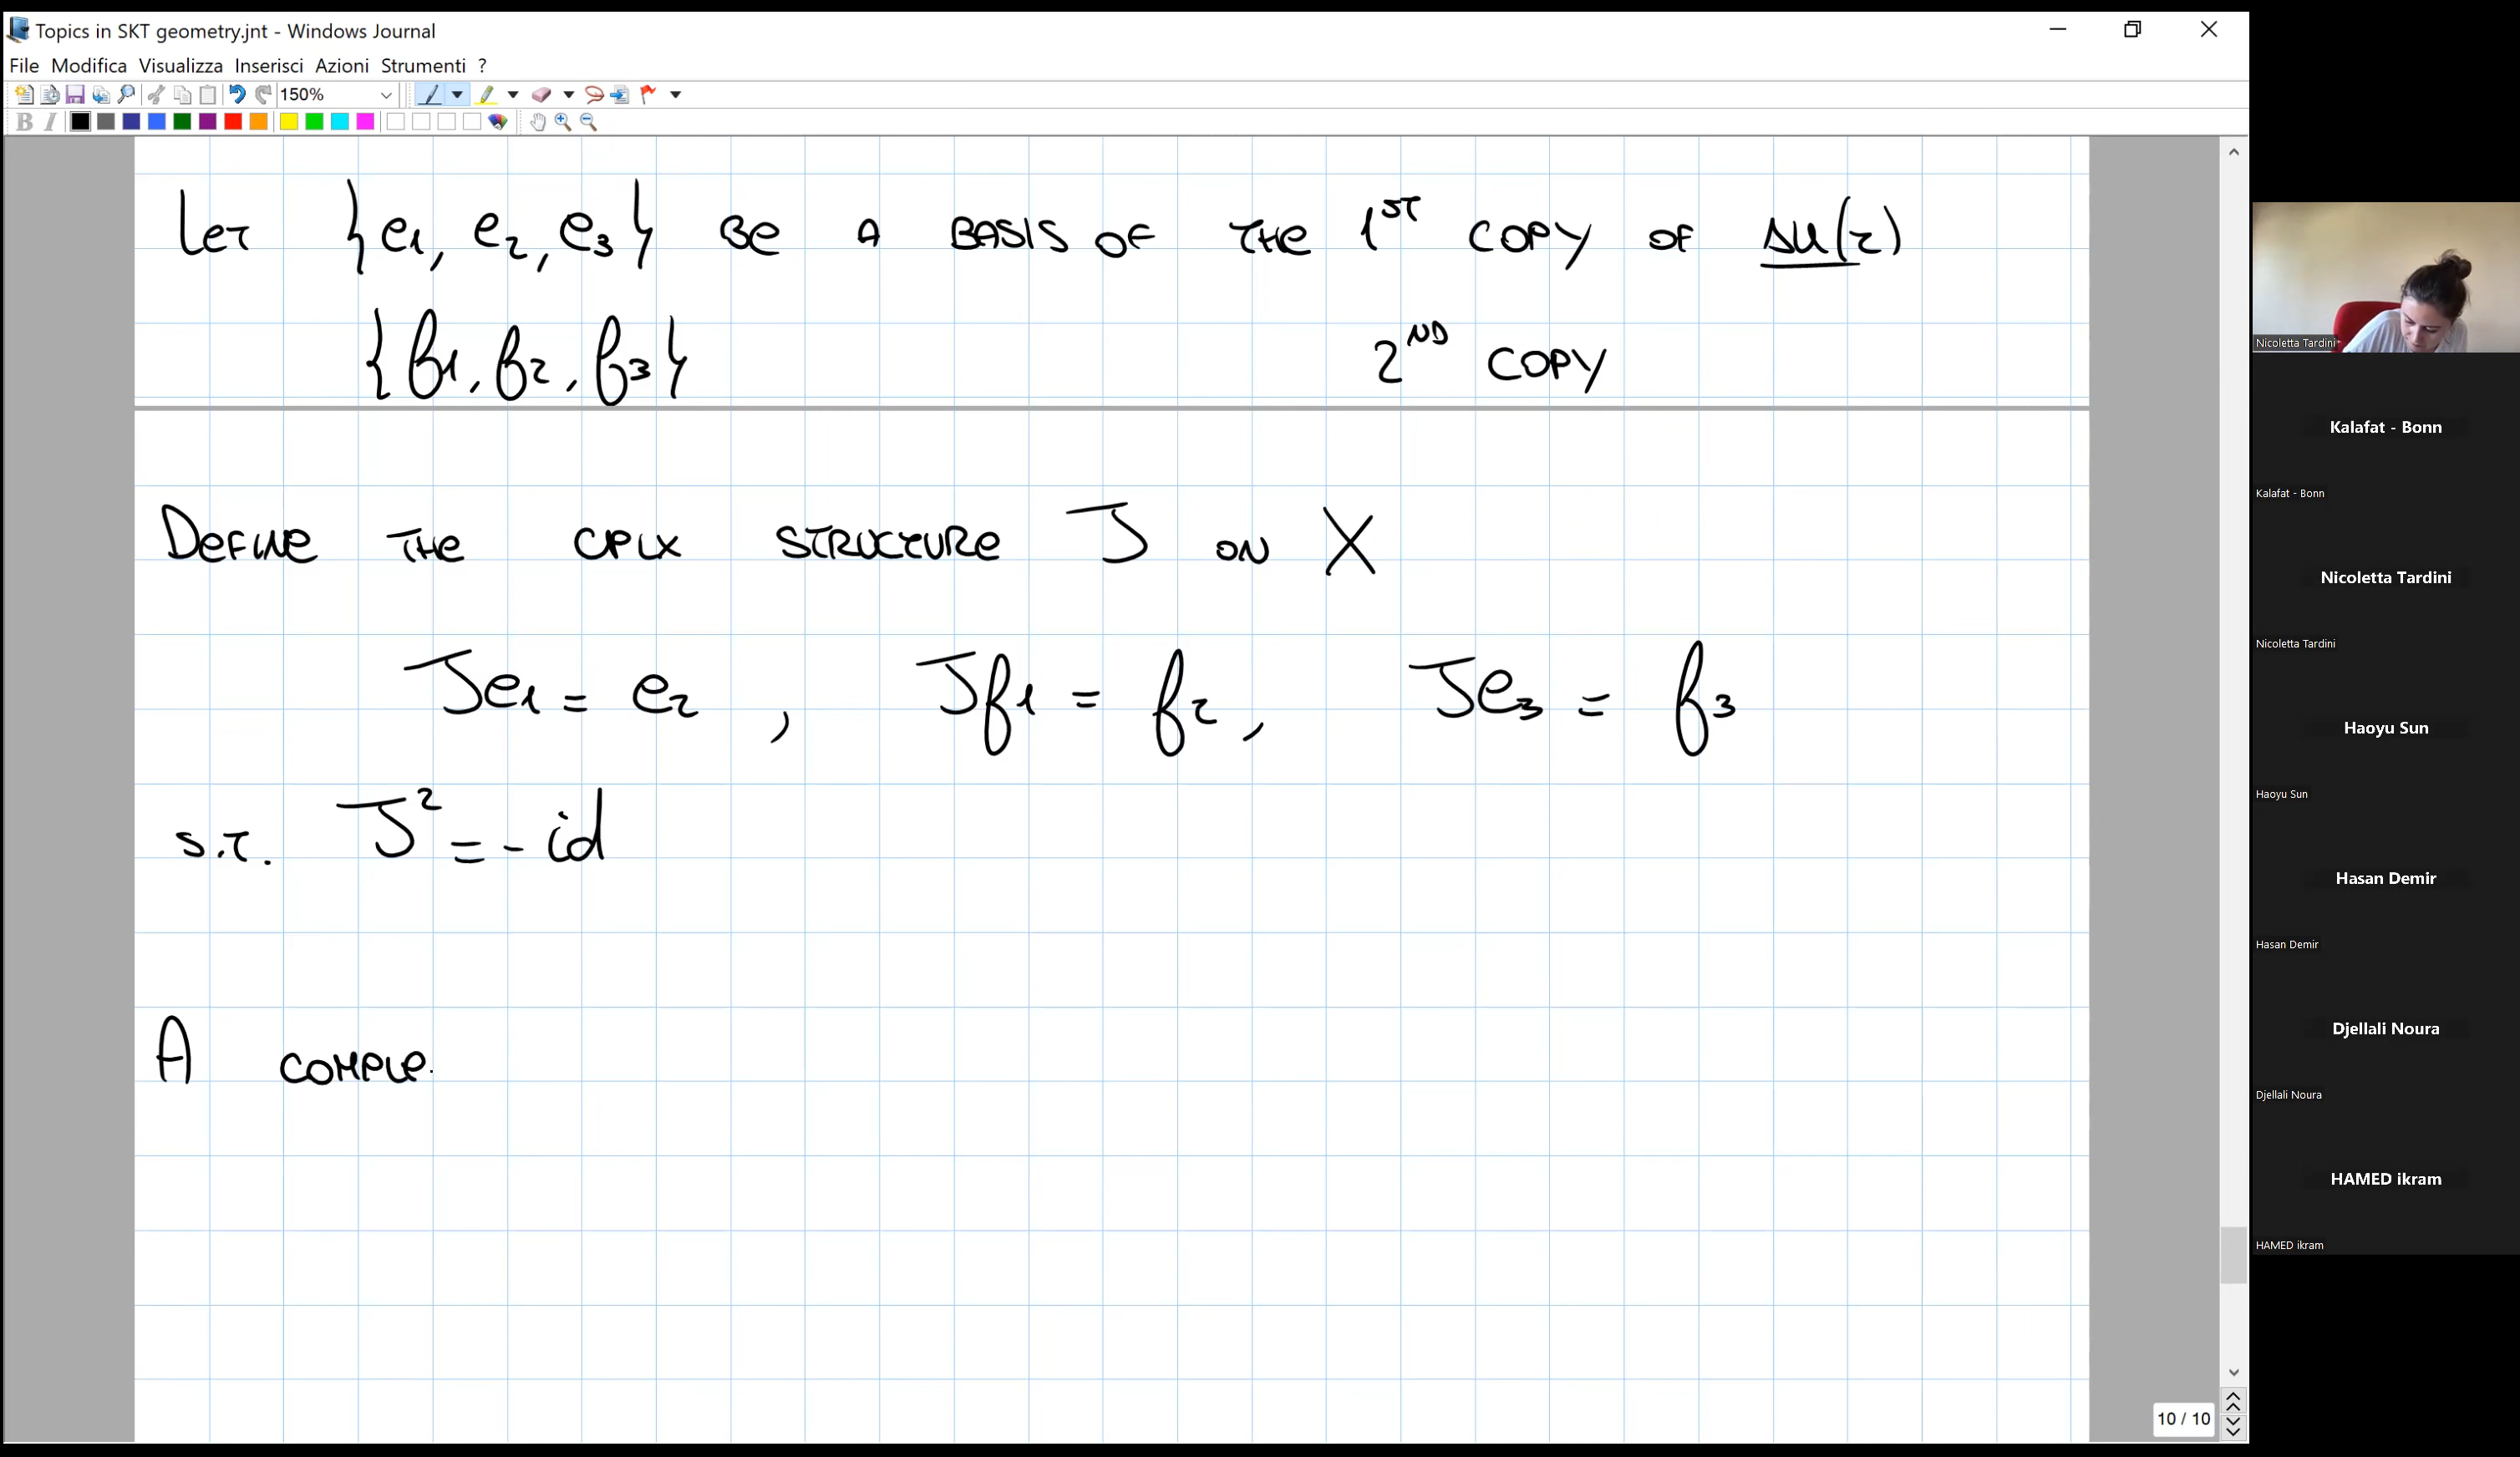 Topics in SKT geometry.jnt - Windows Journal
File Modifica Visualizza Inserisci Azioni Strumenti ?
150%
B I
LET {e1, e2, e3} BE A BASIS OF THE 1ST COPY OF su(2)
{f1, f2, f3} 2ND COPY
DEFINE THE CPLX STRUCTURE J ON X
Je1 = e2 , Jf1 = f2, Je3 = f3
s.t. J² = - id
A COMPLE
10 / 10
Nicoletta Tardini
Kalafat - Bonn
Kalafat - Bonn
Nicoletta Tardini
Nicoletta Tardini
Haoyu Sun
Haoyu Sun
Hasan Demir
Hasan Demir
Djellali Noura
Djellali Noura
HAMED ikram
HAMED ikram